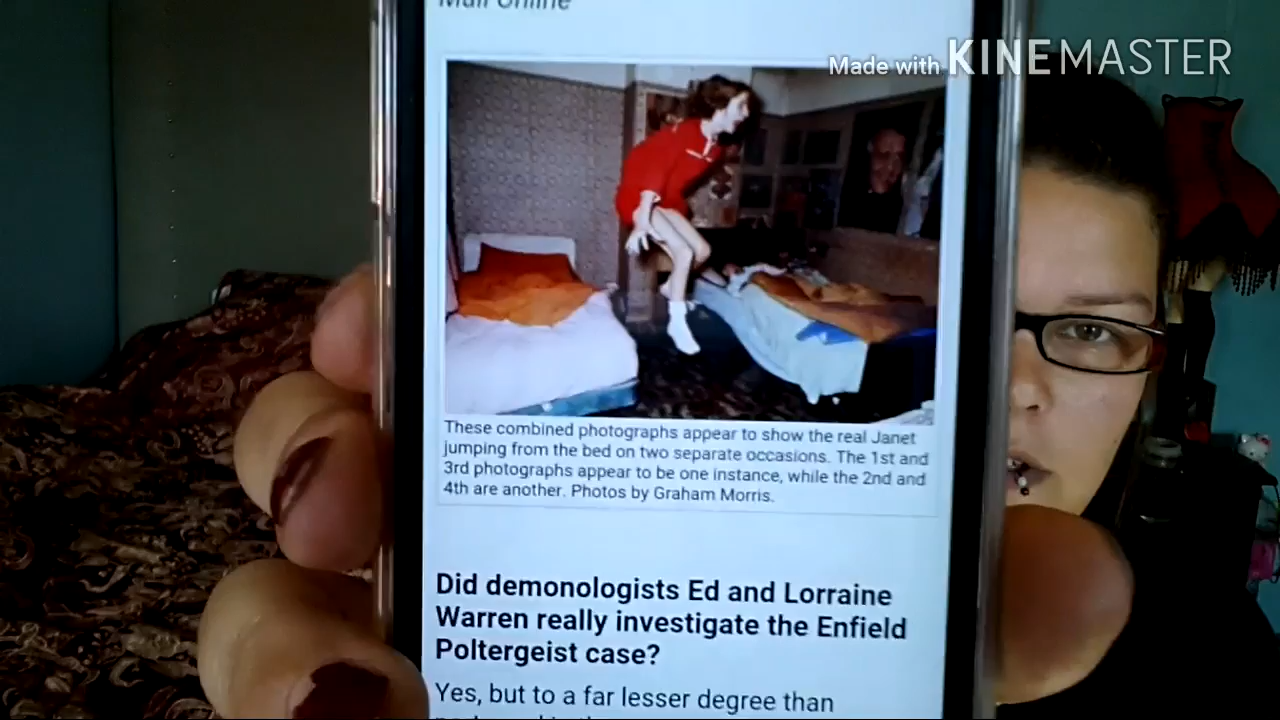 Mail Online
Made with KINEMASTER
These combined photographs appear to show the real Janet
jumping from the bed on two separate occasions. The 1st and
3rd photographs appear to be one instance, while the 2nd and
4th are another. Photos by Graham Morris.
Did demonologists Ed and Lorraine
Warren really investigate the Enfield
Poltergeist case?
Yes, but to a far lesser degree than